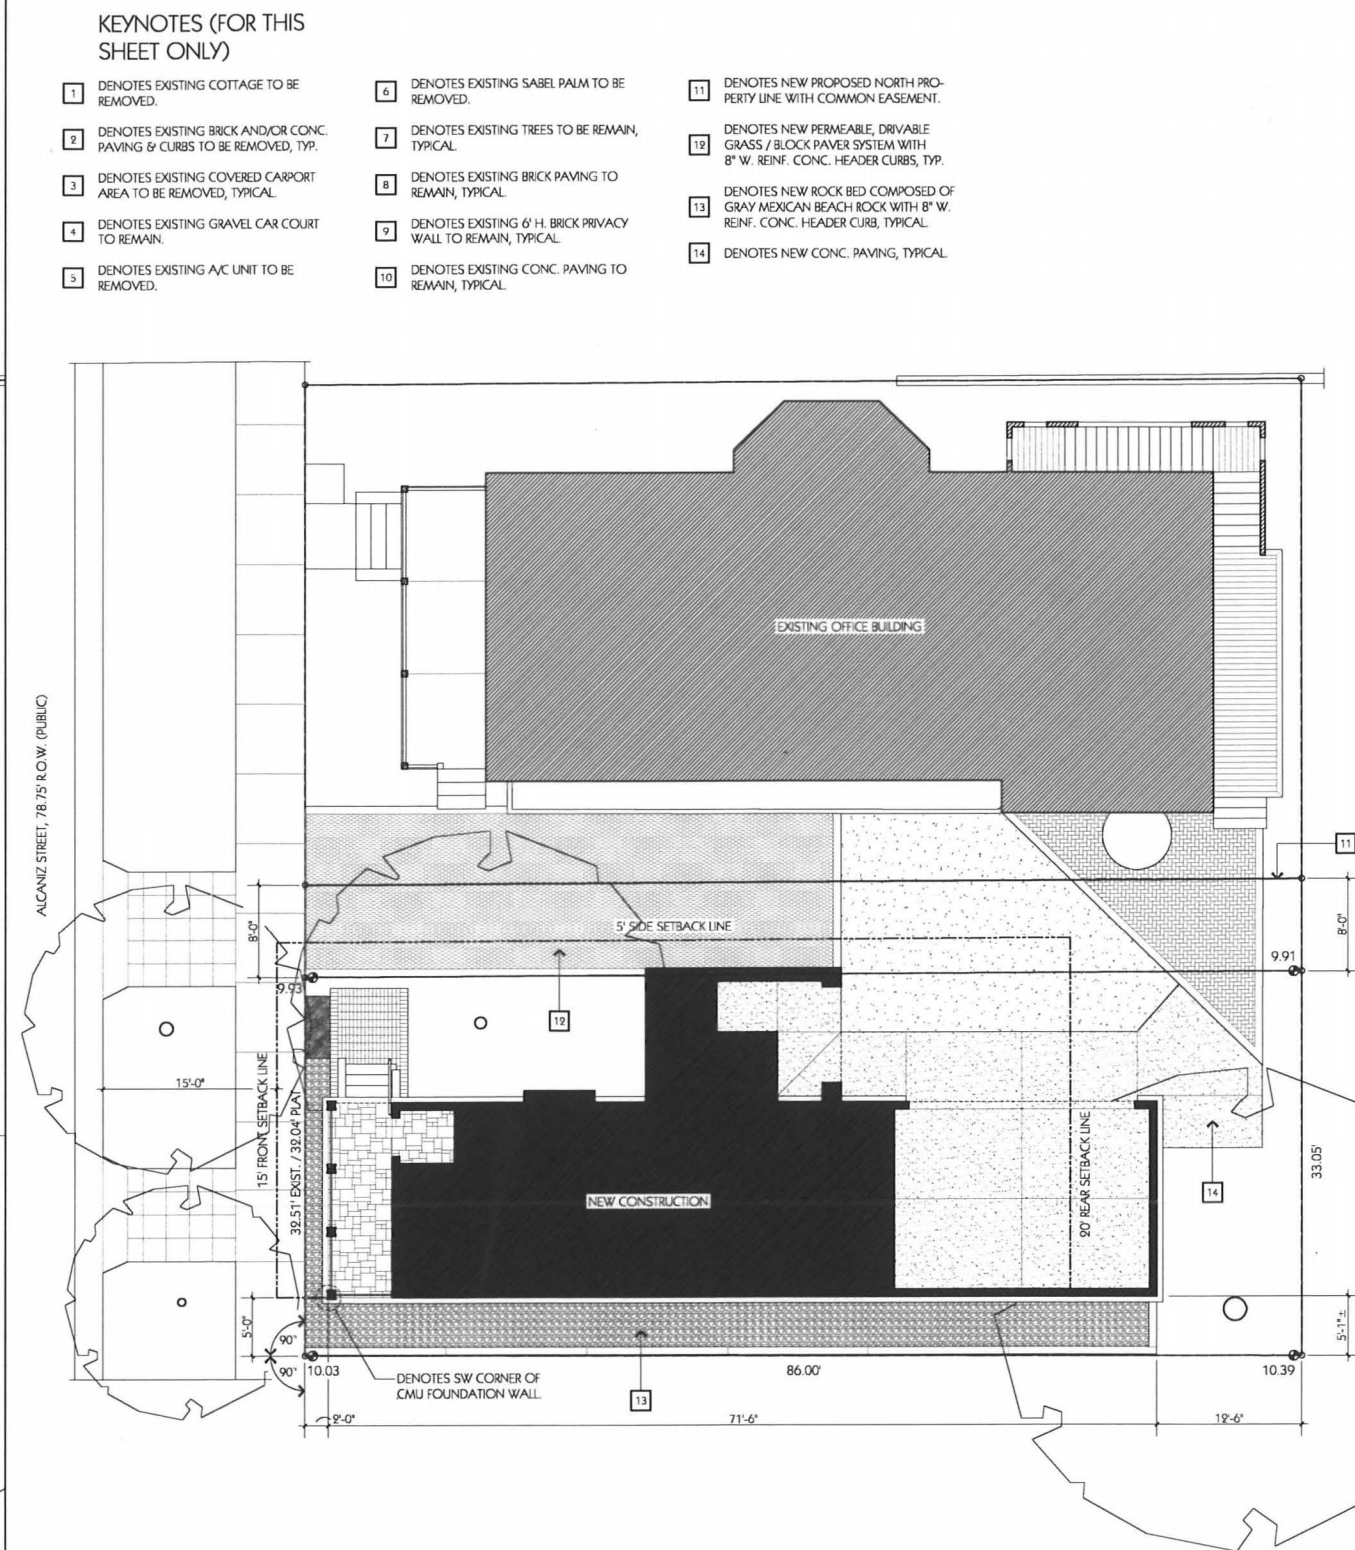 KEYNOTES (FOR THIS
SHEET ONLY)
1 DENOTES EXISTING COTTAGE TO BE
REMOVED.
2 DENOTES EXISTING BRICK AND/OR CONC.
PAVING & CURBS TO BE REMOVED, TYP.
3 DENOTES EXISTING COVERED CARPORT
AREA TO BE REMOVED, TYPICAL.
4 DENOTES EXISTING GRAVEL CAR COURT
TO REMAIN.
5 DENOTES EXISTING A/C UNIT TO BE
REMOVED.
6 DENOTES EXISTING SABEL PALM TO BE
REMOVED.
7 DENOTES EXISTING TREES TO BE REMAIN,
TYPICAL.
8 DENOTES EXISTING BRICK PAVING TO
REMAIN, TYPICAL.
9 DENOTES EXISTING 6' H. BRICK PRIVACY
WALL TO REMAIN, TYPICAL.
10 DENOTES EXISTING CONC. PAVING TO
REMAIN, TYPICAL.
11 DENOTES NEW PROPOSED NORTH PRO-
PERTY LINE WITH COMMON EASEMENT.
12 DENOTES NEW PERMEABLE, DRIVABLE
GRASS / BLOCK PAVER SYSTEM WITH
8" W. REINF. CONC. HEADER CURBS, TYP.
13 DENOTES NEW ROCK BED COMPOSED OF
GRAY MEXICAN BEACH ROCK WITH 8" W.
REINF. CONC. HEADER CURB, TYPICAL.
14 DENOTES NEW CONC. PAVING, TYPICAL.
EXISTING OFFICE BUILDING
ALCANIZ STREET, 78.75' R.O.W. (PUBLIC)
11
8'-0"
5' SIDE SETBACK LINE
8'-0"
9.91
9.93
12
15'-0"
15' FRONT SETBACK LINE
32.51' EXIST. / 32.04' PLAT
20' REAR SETBACK LINE
33.05'
14
NEW CONSTRUCTION
5'-0"
5'-1" ±
90°
90°
10.03
DENOTES SW CORNER OF
CMU FOUNDATION WALL.
13
86.00'
10.39
2'-0"
71'-6"
12'-6"